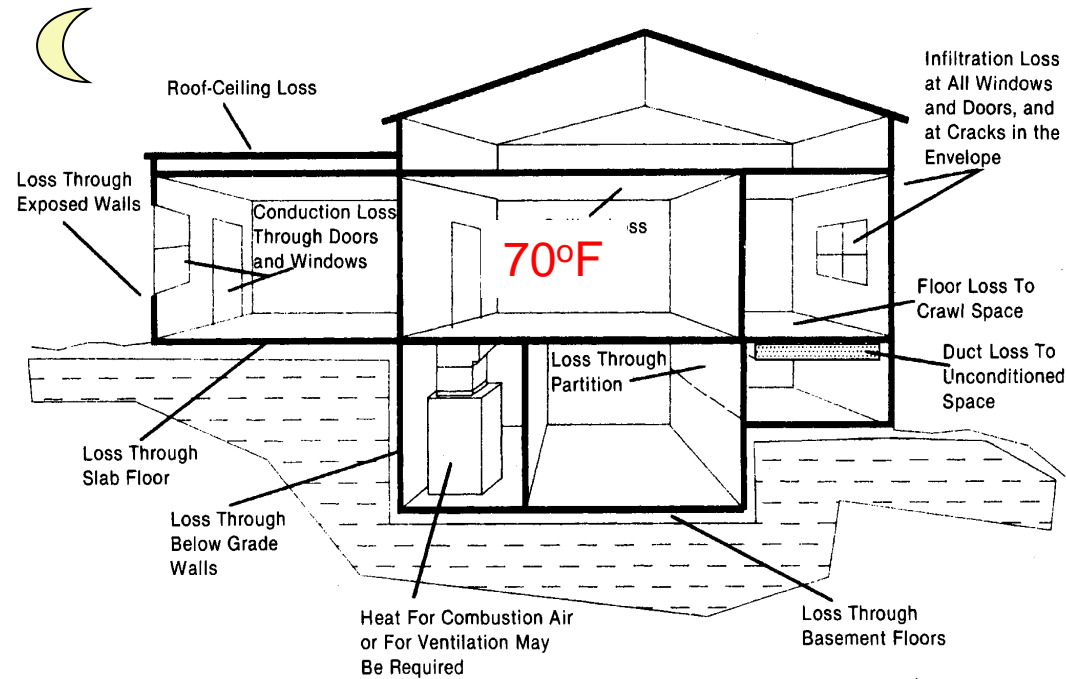 Roof-Ceiling Loss
Infiltration Loss
at All Windows
and Doors, and
at Cracks in the
Envelope
Loss Through
Exposed Walls
Conduction Loss
Through Doors
and Windows
70ºF
Floor Loss To
Crawl Space
Loss Through
Partition
Duct Loss To
Unconditioned
Space
Loss Through
Slab Floor
Loss Through
Below Grade
Walls
Heat For Combustion Air
or For Ventilation May
Be Required
Loss Through
Basement Floors